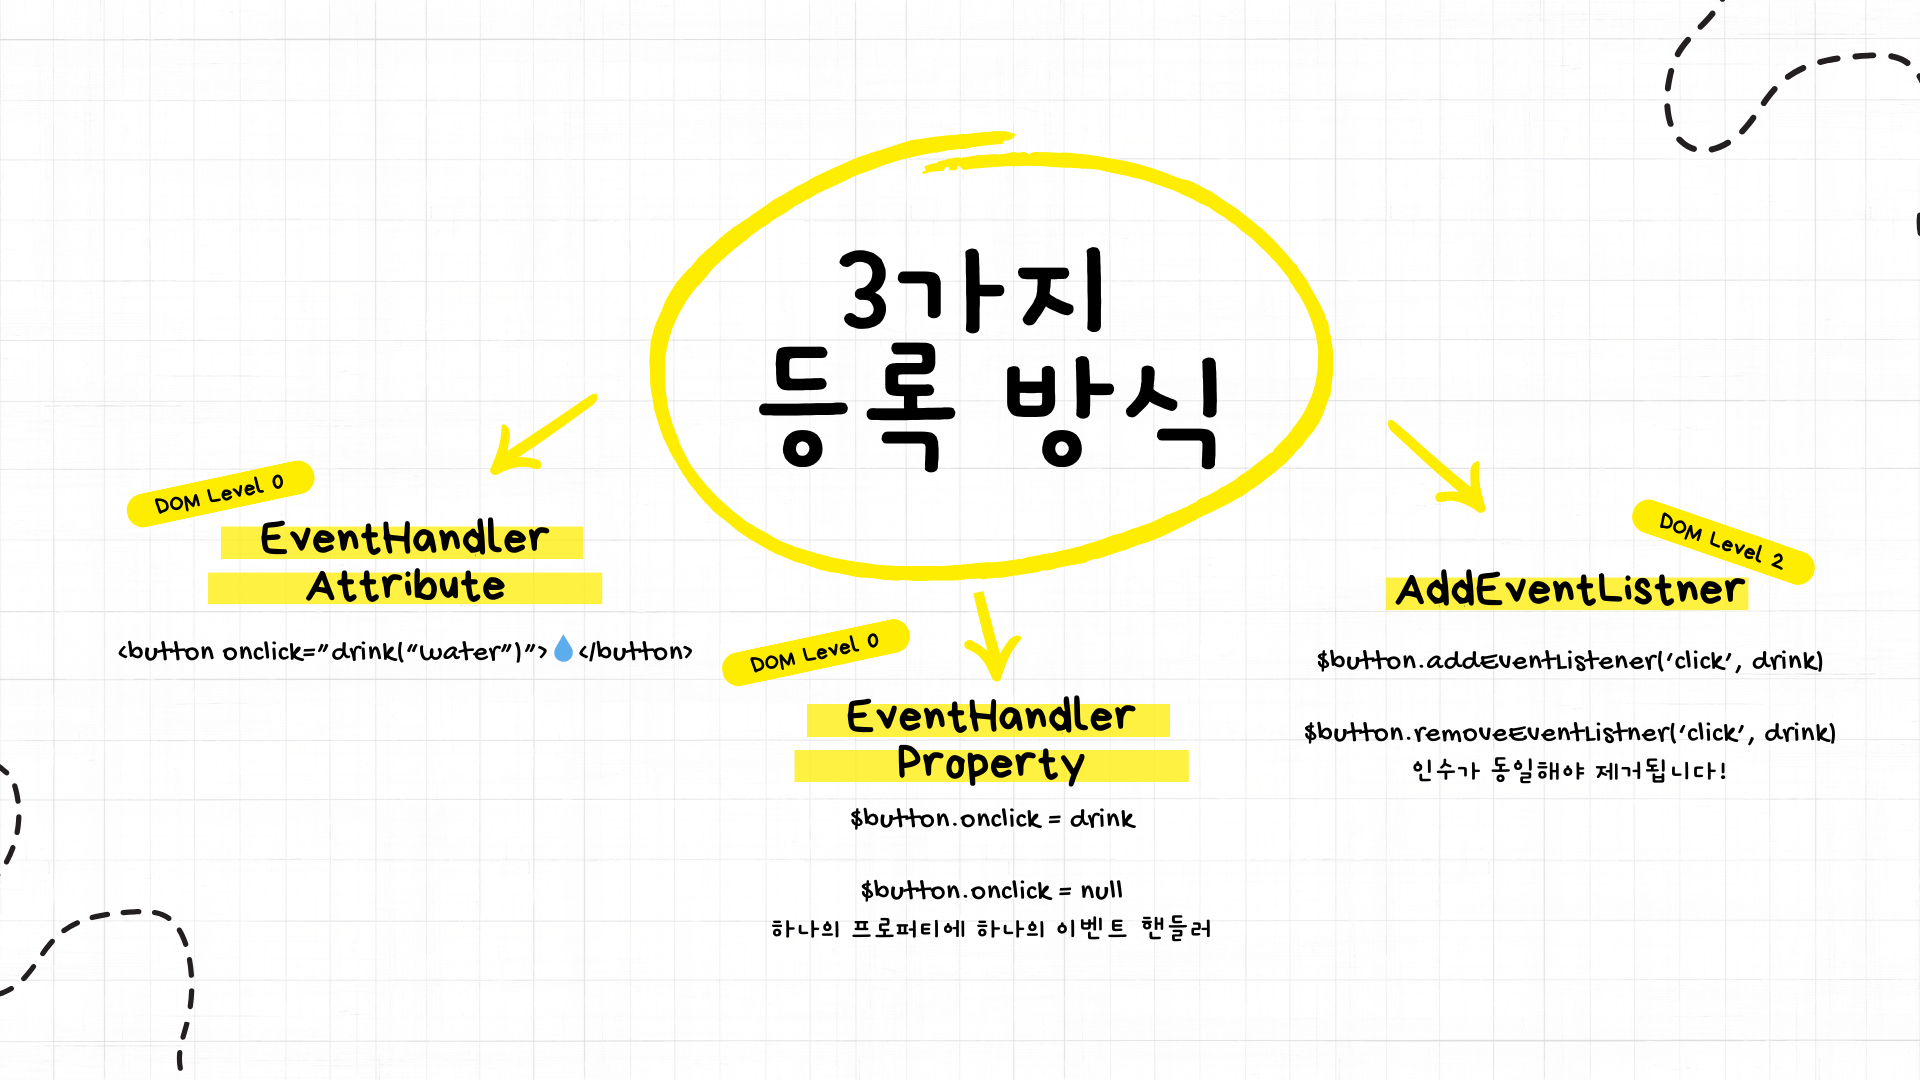 3가지
등록 방식
DOM Level 0
EventHandler
Attribute
<button onclick="drink("water")">💧</button>
DOM Level 0
EventHandler
Property
$button.onclick = drink
$button.onclick = null
하나의 프로퍼티에 하나의 이벤트 핸들러
DOM Level 2
AddEventListner
$button.addEventListener('click', drink)
$button.removeEventListner('click', drink)
인수가 동일해야 제거됩니다!